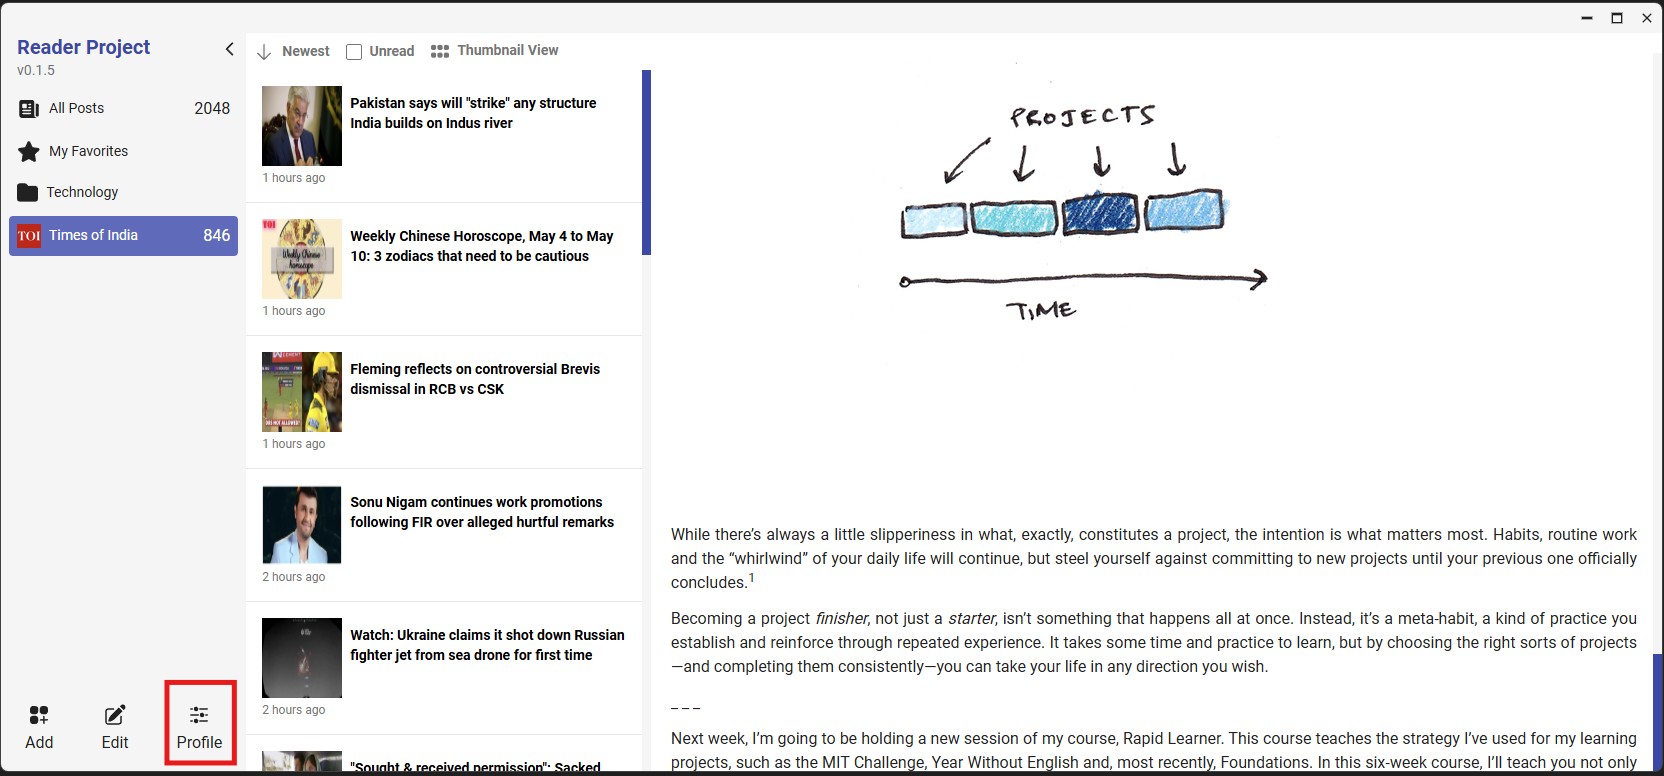 Reader Project
v0.1.5
All Posts 2048
My Favorites
Technology
TOI Times of India 846
Add Edit Profile
Newest Unread Thumbnail View
Pakistan says will "strike" any structure
India builds on Indus river
1 hours ago
TOI
Weekly Chinese
horoscope
Weekly Chinese Horoscope, May 4 to May
10: 3 zodiacs that need to be cautious
1 hours ago
Fleming reflects on controversial Brevis
dismissal in RCB vs CSK
1 hours ago
Sonu Nigam continues work promotions
following FIR over alleged hurtful remarks
2 hours ago
Watch: Ukraine claims it shot down Russian
fighter jet from sea drone for first time
2 hours ago
"Sought & received permission": Sacked
PROJECTS
TIME
While there’s always a little slipperiness in what, exactly, constitutes a project, the intention is what matters most. Habits, routine work
and the “whirlwind” of your daily life will continue, but steel yourself against committing to new projects until your previous one officially
concludes.1
Becoming a project finisher, not just a starter, isn’t something that happens all at once. Instead, it’s a meta-habit, a kind of practice you
establish and reinforce through repeated experience. It takes some time and practice to learn, but by choosing the right sorts of projects
—and completing them consistently—you can take your life in any direction you wish.
_ _ _
Next week, I’m going to be holding a new session of my course, Rapid Learner. This course teaches the strategy I’ve used for my learning
projects, such as the MIT Challenge, Year Without English and, most recently, Foundations. In this six-week course, I’ll teach you not only